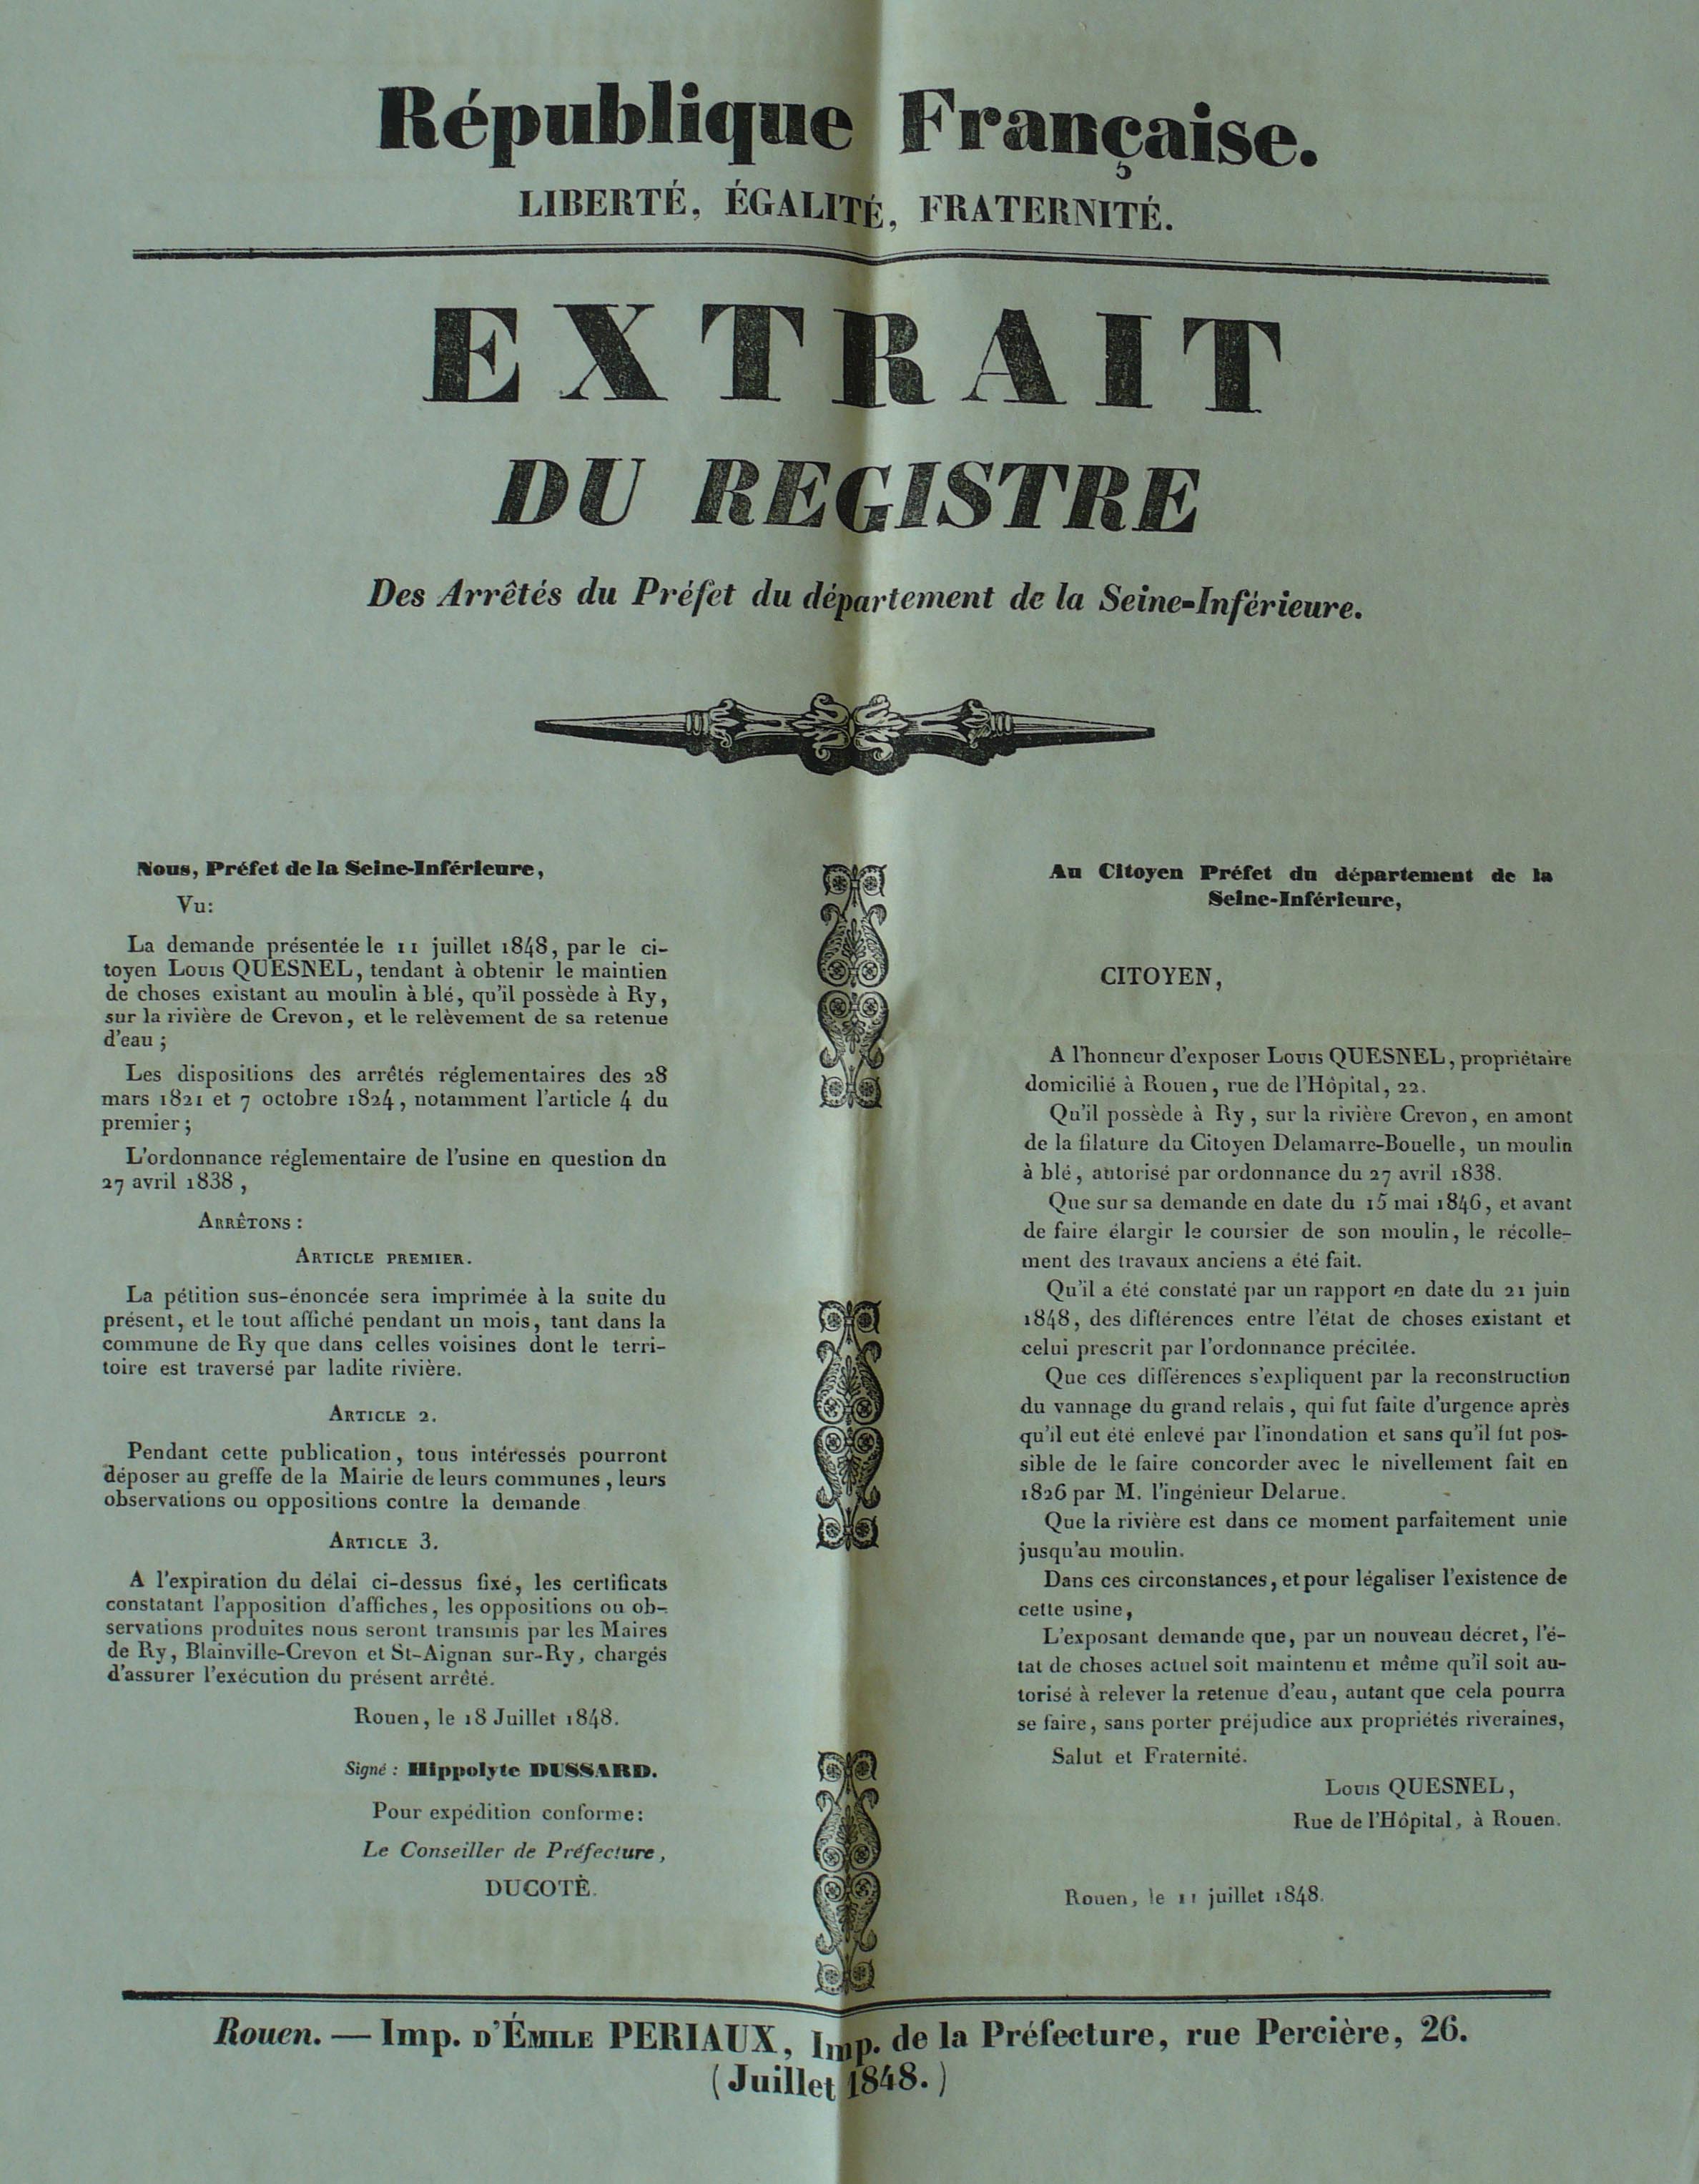 République Française.
LIBERTÉ, ÉGALITÉ, FRATERNITÉ.
EXTRAIT
DU REGISTRE
Des Arrêtés du Préfet du département de la Seine-Inférieure.
Nous, Préfet de la Seine-Inférieure,
Vu:
La demande présentée le 11 juillet 1848, par le ci-
toyen Louis QUESNEL, tendant à obtenir le maintien
de choses existant au moulin à blé, qu'il possède à Ry,
sur la rivière de Crevon, et le relèvement de sa retenue
d'eau;
Les dispositions des arrêtés réglementaires des 28
mars 1821 et 7 octobre 1824, notamment l'article 4 du
premier;
L'ordonnance réglementaire de l'usine en question du
27 avril 1838,
ARRÊTONS:
ARTICLE PREMIER.
La pétition sus-énoncée sera imprimée à la suite du
présent, et le tout affiché pendant un mois, tant dans la
commune de Ry que dans celles voisines dont le terri-
toire est traversé par ladite rivière.
ARTICLE 2.
Pendant cette publication, tous intéressés pourront
déposer au greffe de la Mairie de leurs communes, leurs
observations ou oppositions contre la demande
ARTICLE 3.
A l'expiration du délai ci-dessus fixé, les certificats
constatant l'apposition d'affiches, les oppositions ou ob-
servations produites nous seront transmis par les Maires
de Ry, Blainville-Crevon et St-Aignan sur-Ry, chargés
d'assurer l'exécution du présent arrêté.
Rouen, le 18 Juillet 1848.
Signé: Hippolyte DUSSARD.
Pour expédition conforme:
Le Conseiller de Préfecture,
DUCOTÉ.
Au Citoyen Préfet du département de la
Seine-Inférieure,
CITOYEN,
A l'honneur d'exposer Louis QUESNEL, propriétaire
domicilié à Rouen, rue de l'Hôpital, 22.
Qu'il possède à Ry, sur la rivière Crevon, en amont
de la filature du Citoyen Delamarre-Bouelle, un moulin
à blé, autorisé par ordonnance du 27 avril 1838.
Que sur sa demande en date du 15 mai 1846, et avant
de faire élargir le coursier de son moulin, le récolle-
ment des travaux anciens a été fait.
Qu'il a été constaté par un rapport en date du 21 juin
1848, des différences entre l'état de choses existant et
celui prescrit par l'ordonnance précitée.
Que ces différences s'expliquent par la reconstruction
du vannage du grand relais, qui fut faite d'urgence après
qu'il eut été enlevé par l'inondation et sans qu'il fut pos-
sible de le faire concorder avec le nivellement fait en
1826 par M. l'ingénieur Delarue.
Que la rivière est dans ce moment parfaitement unie
jusqu'au moulin.
Dans ces circonstances, et pour légaliser l'existence de
cette usine,
L'exposant demande que, par un nouveau décret, l'é-
tat de choses actuel soit maintenu et même qu'il soit au-
torisé à relever la retenue d'eau, autant que cela pourra
se faire, sans porter préjudice aux propriétés riveraines,
Salut et Fraternité.
Louis QUESNEL,
Rue de l'Hôpital, à Rouen.
Rouen, le 11 juillet 1848.
Rouen. — Imp. D'ÉMILE PERIAUX, Imp. de la Préfecture, rue Percière, 26.
(Juillet 1848.)